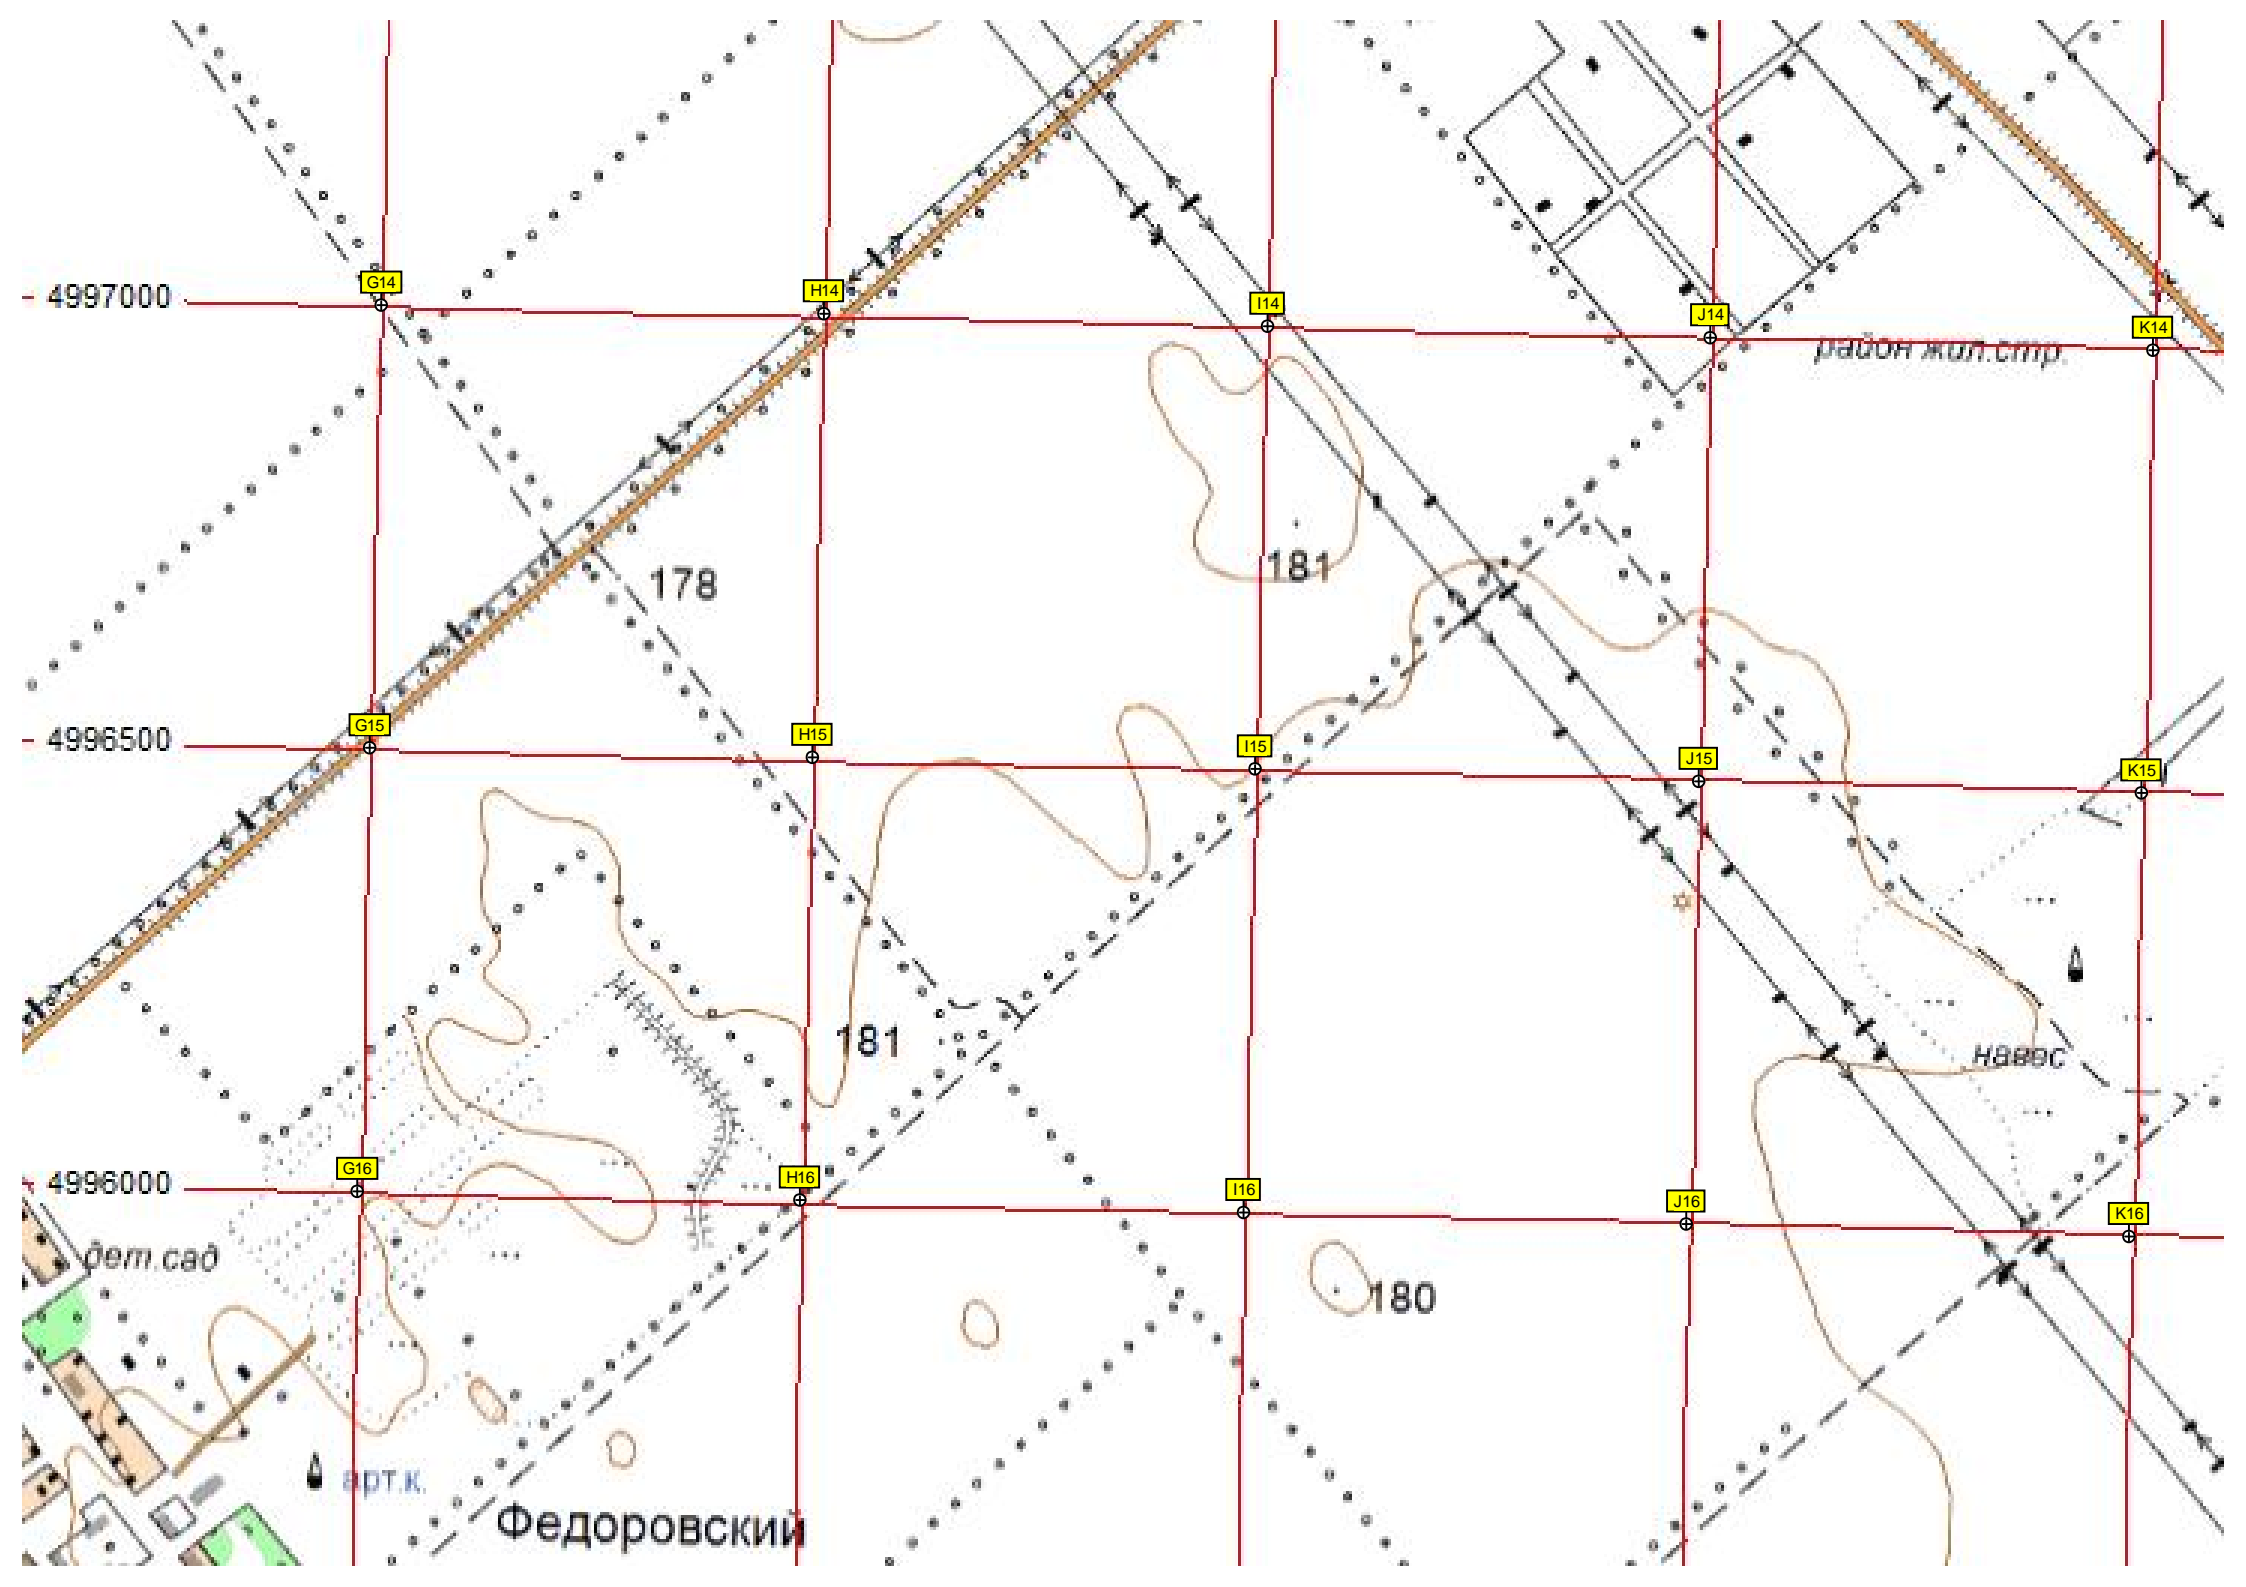 G14
H14
I14
J14
K14
4997000
район жил.стр.
181
178
G15
H15
I15
J15
K15
4996500
181
навес
G16
H16
I16
J16
K16
4996000
дет.сад
180
арт.к.
Федоровский